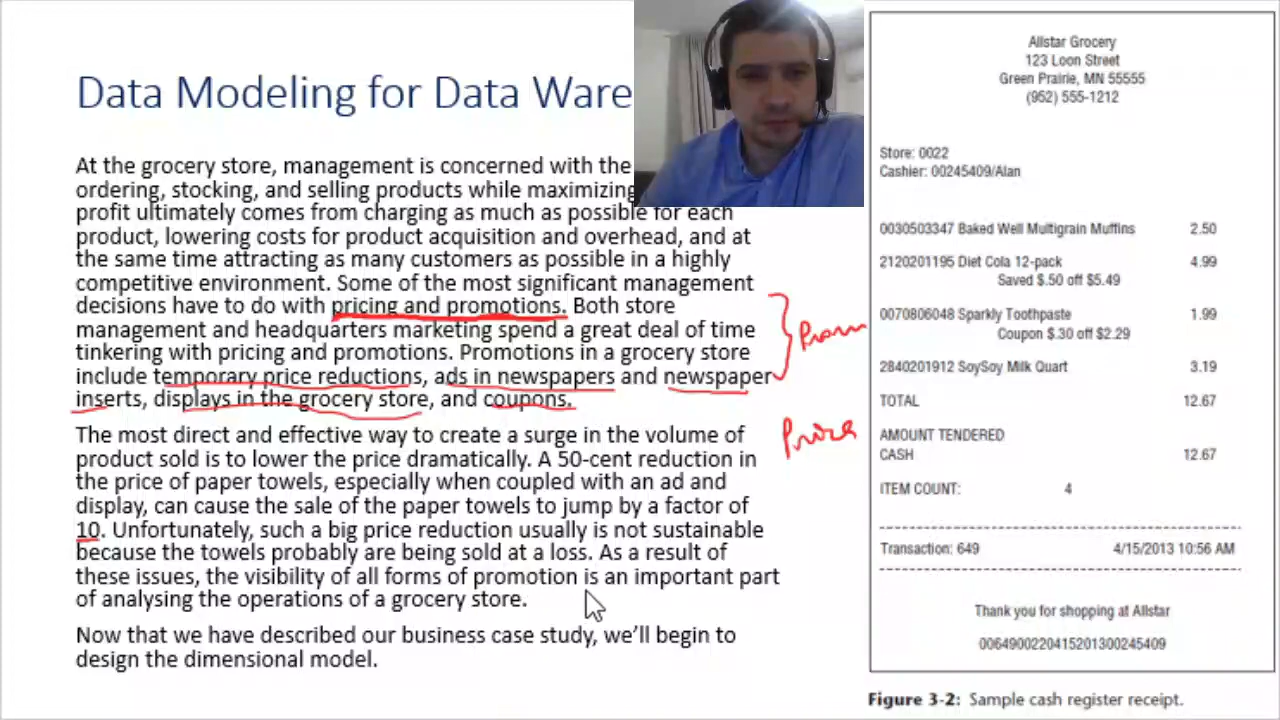 Data Modeling for Data Ware
At the grocery store, management is concerned with the
ordering, stocking, and selling products while maximizing
profit ultimately comes from charging as much as possible for each
product, lowering costs for product acquisition and overhead, and at
the same time attracting as many customers as possible in a highly
competitive environment. Some of the most significant management
decisions have to do with pricing and promotions. Both store
management and headquarters marketing spend a great deal of time
tinkering with pricing and promotions. Promotions in a grocery store
include temporary price reductions, ads in newspapers and newspaper
inserts, displays in the grocery store, and coupons.
The most direct and effective way to create a surge in the volume of
product sold is to lower the price dramatically. A 50-cent reduction in
the price of paper towels, especially when coupled with an ad and
display, can cause the sale of the paper towels to jump by a factor of
10. Unfortunately, such a big price reduction usually is not sustainable
because the towels probably are being sold at a loss. As a result of
these issues, the visibility of all forms of promotion is an important part
of analysing the operations of a grocery store.
Now that we have described our business case study, we'll begin to
design the dimensional model.
Prom
Price
Allstar Grocery
123 Loon Street
Green Prairie, MN 55555
(952) 555-1212
Store: 0022
Cashier: 00245409/Alan
0030503347 Baked Well Multigrain Muffins 2.50
2120201195 Diet Cola 12-pack 4.99
Saved $.50 off $5.49
0070806048 Sparkly Toothpaste 1.99
Coupon $.30 off $2.29
2840201912 SoySoy Milk Quart 3.19
TOTAL 12.67
AMOUNT TENDERED
CASH 12.67
ITEM COUNT: 4
Transaction: 649 4/15/2013 10:56 AM
Thank you for shopping at Allstar
0064900220415201300245409
Figure 3-2: Sample cash register receipt.